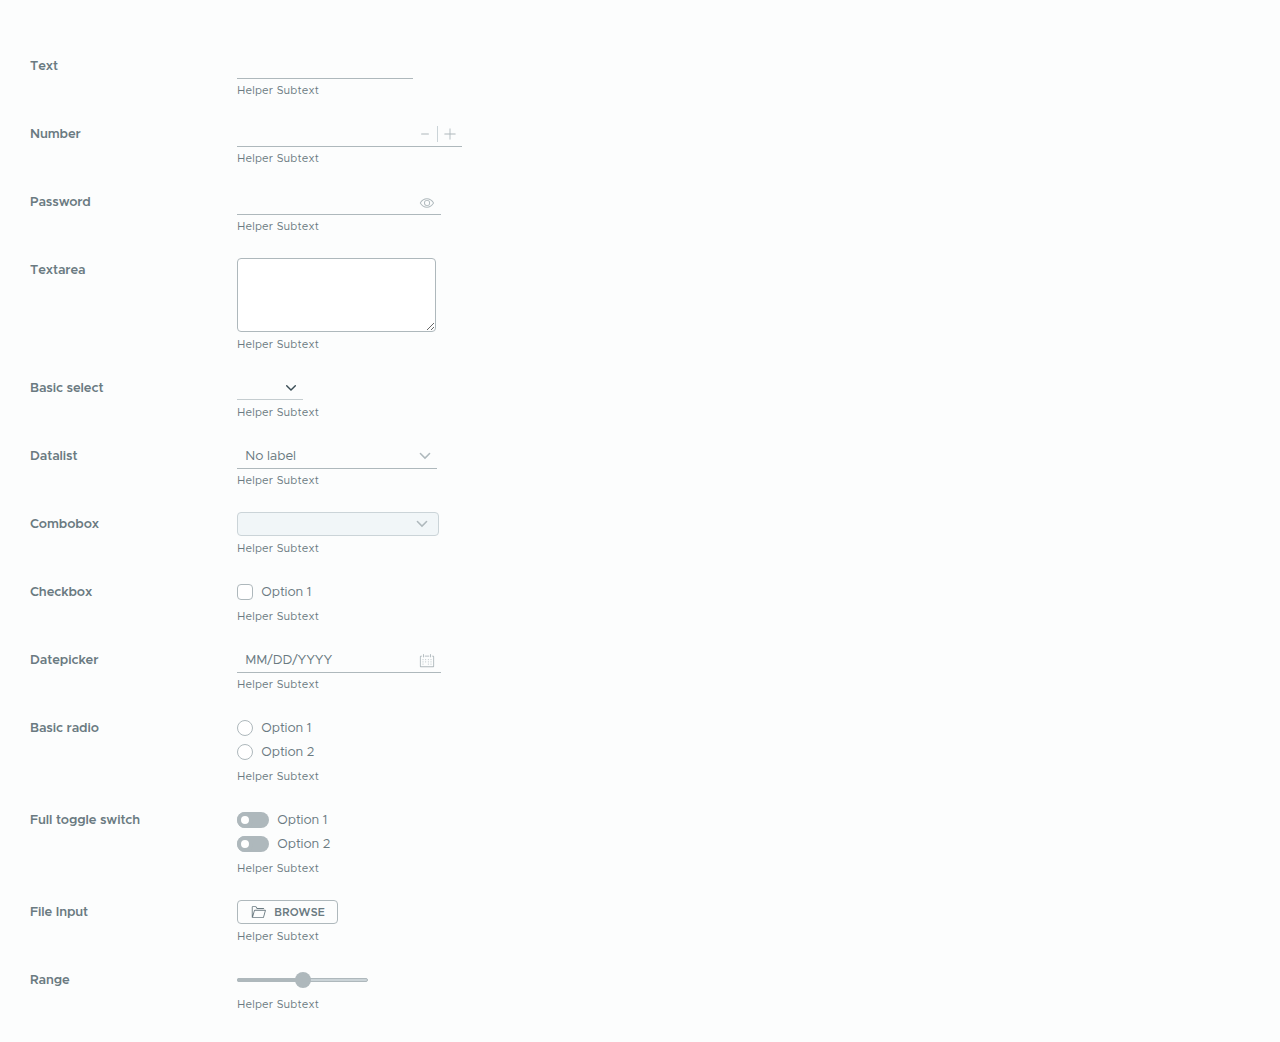 Text
Helper Subtext
Number
Helper Subtext
Password
Helper Subtext
Textarea
Helper Subtext
Basic select
Helper Subtext
Datalist
No label
Helper Subtext
Combobox
Helper Subtext
Checkbox
Option 1
Helper Subtext
Datepicker
MM/DD/YYYY
Helper Subtext
Basic radio
Option 1
Option 2
Helper Subtext
Full toggle switch
Option 1
Option 2
Helper Subtext
File Input
BROWSE
Helper Subtext
Range
Helper Subtext